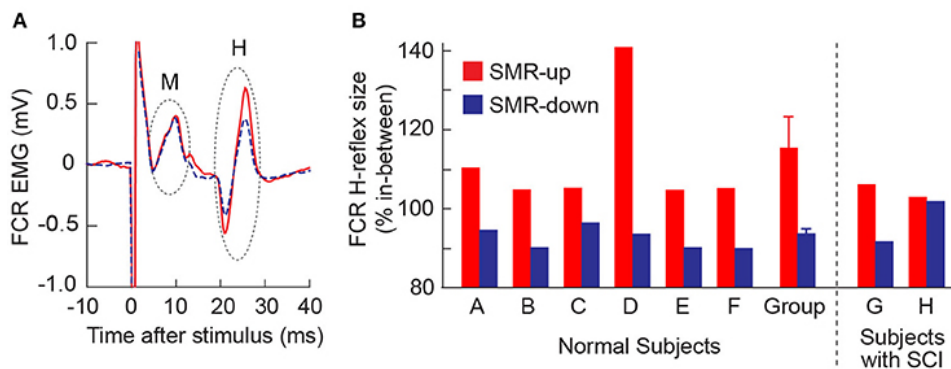 A
FCR EMG (mV)
1.0
0.5
0
-0.5
-1.0
M
H
-10 0 10 20 30 40
Time after stimulus (ms)
B
FCR H-reflex size
(% in-between)
140
120
100
80
SMR-up
SMR-down
A B C D E F Group G H
Normal Subjects
Subjects
with SCI